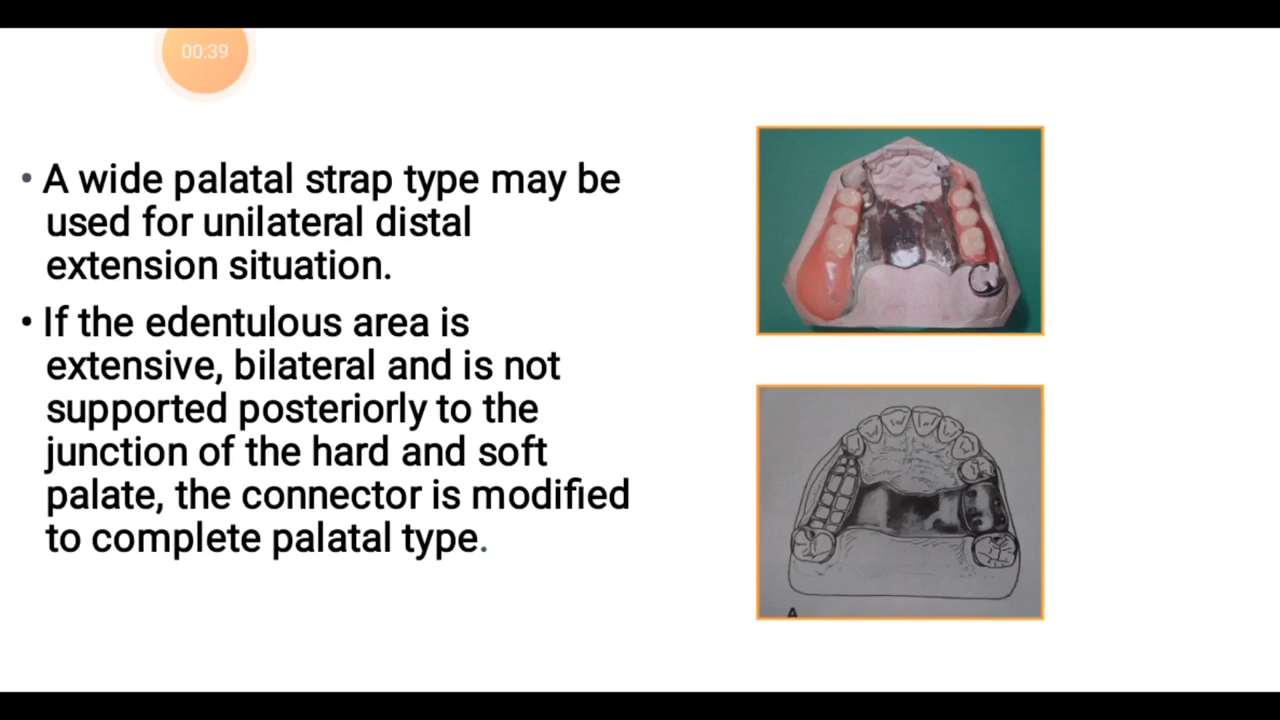 00:39
• A wide palatal strap type may be
used for unilateral distal
extension situation.
• If the edentulous area is
extensive, bilateral and is not
supported posteriorly to the
junction of the hard and soft
palate, the connector is modified
to complete palatal type.
A